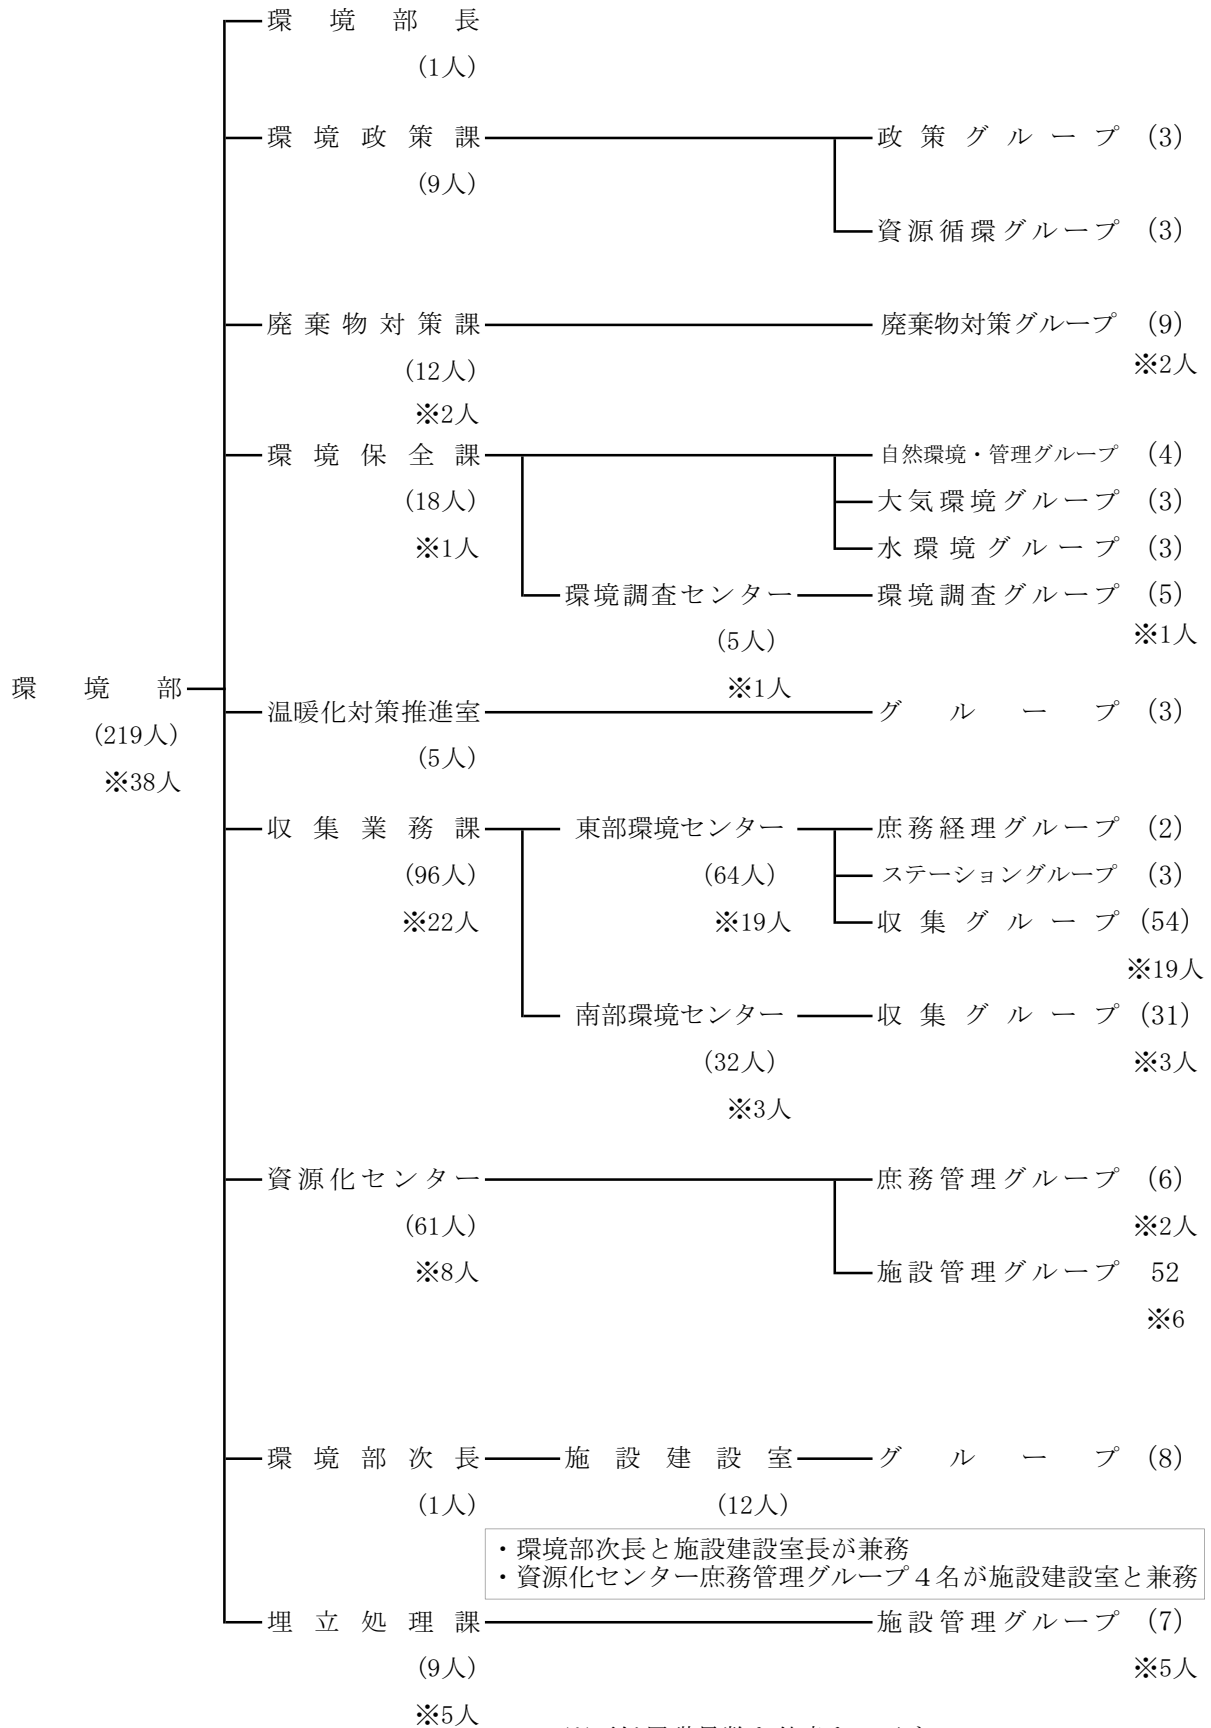 環境部長
(1人)
環境政策課 政策グループ (3)
(9人)
資源循環グループ (3)
廃棄物対策課 廃棄物対策グループ (9)
(12人) ※2人
※2人
環境保全課 自然環境・管理グループ (4)
(18人) 大気環境グループ (3)
※1人 水環境グループ (3)
環境調査センター 環境調査グループ (5)
(5人) ※1人
※1人
環境部
(219人)
※38人
温暖化対策推進室 グループ (3)
(5人)
収集業務課 東部環境センター 庶務経理グループ (2)
(96人) (64人) ステーショングループ (3)
※22人 ※19人 収集グループ (54)
※19人
南部環境センター 収集グループ (31)
(32人) ※3人
※3人
資源化センター 庶務管理グループ (6)
(61人) ※2人
※8人 施設管理グループ 52
※6
環境部次長 施設建設室 グループ (8)
(1人) (12人)
・環境部次長と施設建設室長が兼務
・資源化センター庶務管理グループ4名が施設建設室と兼務
埋立処理課 施設管理グループ (7)
(9人) ※5人
※5人